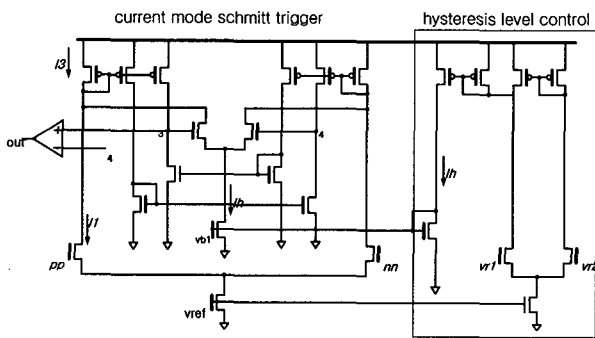 current mode schmitt trigger
hysteresis level control
I3
out
+
-
4
3
4
Ih
Ih
I1
vb1
pp
nn
vr1
vr2
vref